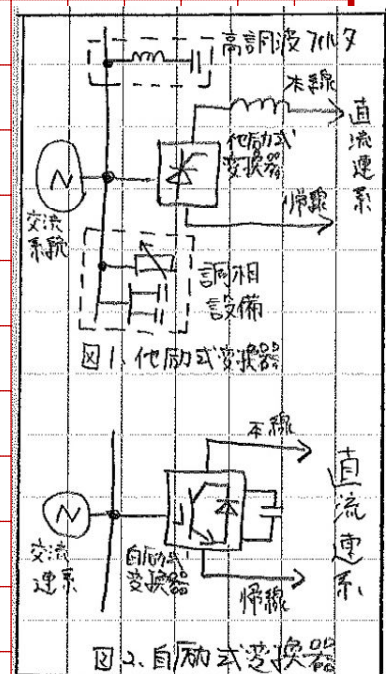 高調波フィルタ
本線
直流連系
他励式
変換器
帰線
N
交流
系統
調相
設備
図1、他励式変換器
本線
直流連系
N
交流
連系
自励式
変換器
帰線
図2、自励式変換器